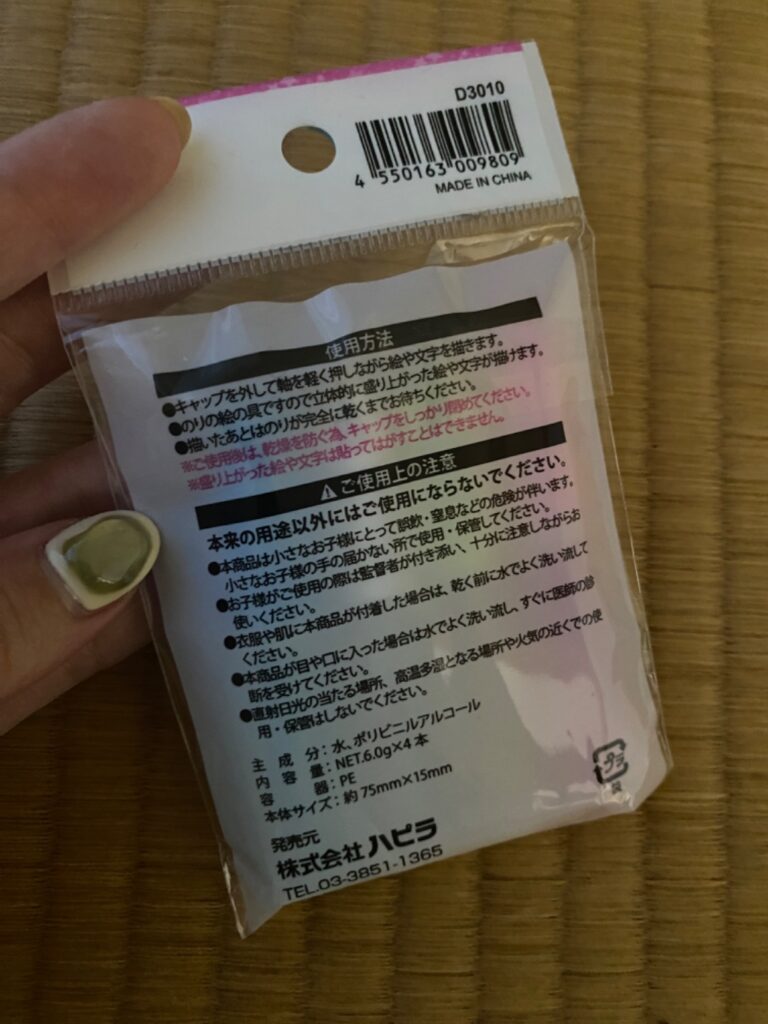 D3010
4 550163 009809
MADE IN CHINA
使用方法
●キャップを外して軸を軽く押しながら絵や文字を描きます。
●のりの絵の具ですので立体的に盛り上がった絵や文字が描けます。
●描いたあとはのりが完全に乾くまでお待ちください。
※ご使用後は、乾燥を防ぐ為、キャップをしっかり閉めてください。
※盛り上がった絵や文字は貼ってはがすことはできません。
⚠ご使用上の注意
本来の用途以外にはご使用にならないでください。
●本商品は小さなお子様にとって誤飲・窒息などの危険が伴います。
小さなお子様の手の届かない所で使用・保管してください。
●お子様がご使用の際は監督者が付き添い、十分に注意しながらお
使いください。
●衣服や肌に本商品が付着した場合は、乾く前に水でよく洗い流して
ください。
●本商品が目や口に入った場合は水でよく洗い流し、すぐに医師の診
断を受けてください。
●直射日光の当たる場所、高温多湿となる場所や火気の近くでの使
用・保管はしないでください。
主成分:水、ポリビニルアルコール
内容量:NET.6.0g×4本
容器:PE
本体サイズ:約75mm×15mm
プラ
発売元
株式会社ハピラ
TEL.03-3851-1365